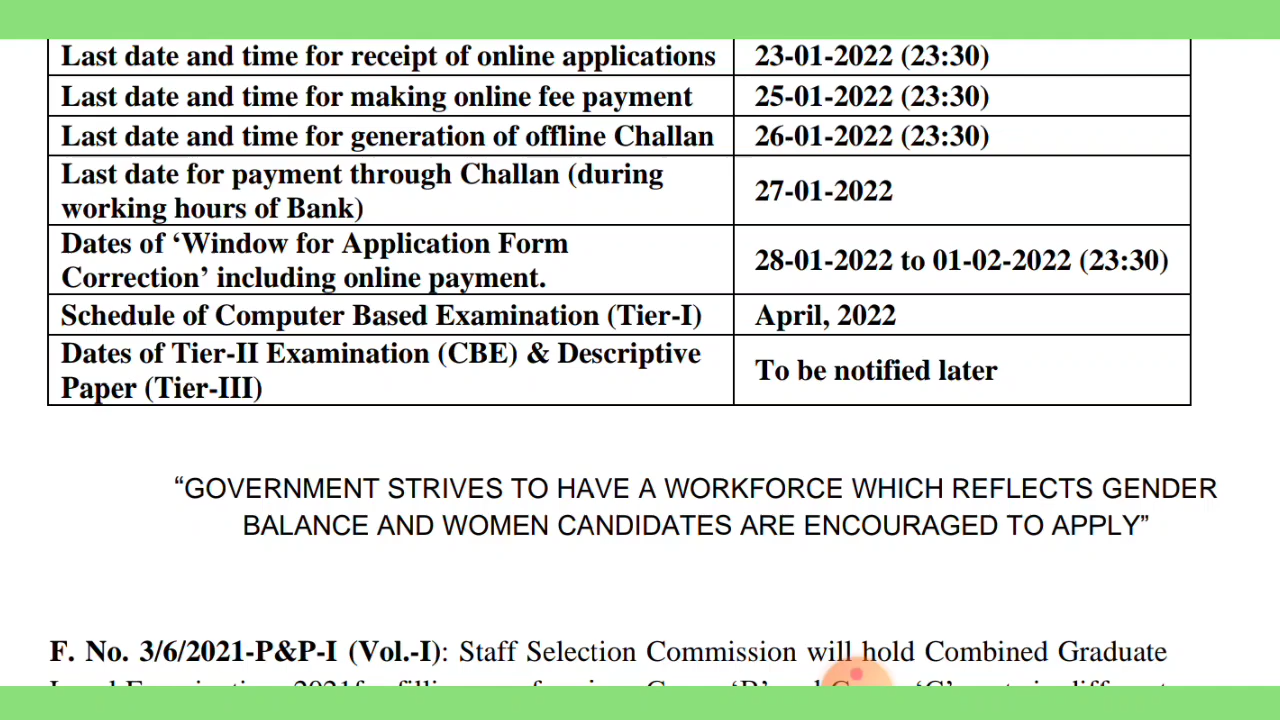 Last date and time for receipt of online applications 23-01-2022 (23:30)
Last date and time for making online fee payment 25-01-2022 (23:30)
Last date and time for generation of offline Challan 26-01-2022 (23:30)
Last date for payment through Challan (during
working hours of Bank) 27-01-2022
Dates of ‘Window for Application Form
Correction’ including online payment. 28-01-2022 to 01-02-2022 (23:30)
Schedule of Computer Based Examination (Tier-I) April, 2022
Dates of Tier-II Examination (CBE) & Descriptive
Paper (Tier-III) To be notified later
“GOVERNMENT STRIVES TO HAVE A WORKFORCE WHICH REFLECTS GENDER
BALANCE AND WOMEN CANDIDATES ARE ENCOURAGED TO APPLY”
F. No. 3/6/2021-P&P-I (Vol.-I): Staff Selection Commission will hold Combined Graduate